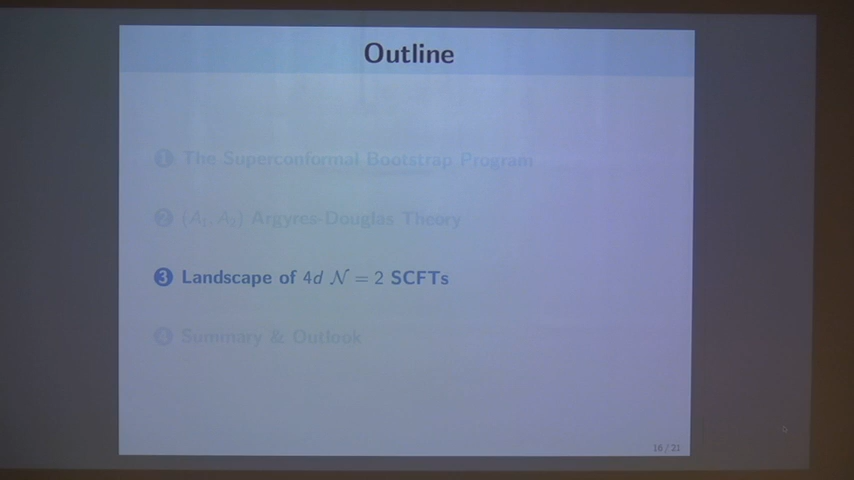 Outline
1 The Superconformal Bootstrap Program
2 (A₁, A₂) Argyres-Douglas Theory
3 Landscape of 4d 𝒩 = 2 SCFTs
4 Summary & Outlook
16 / 21